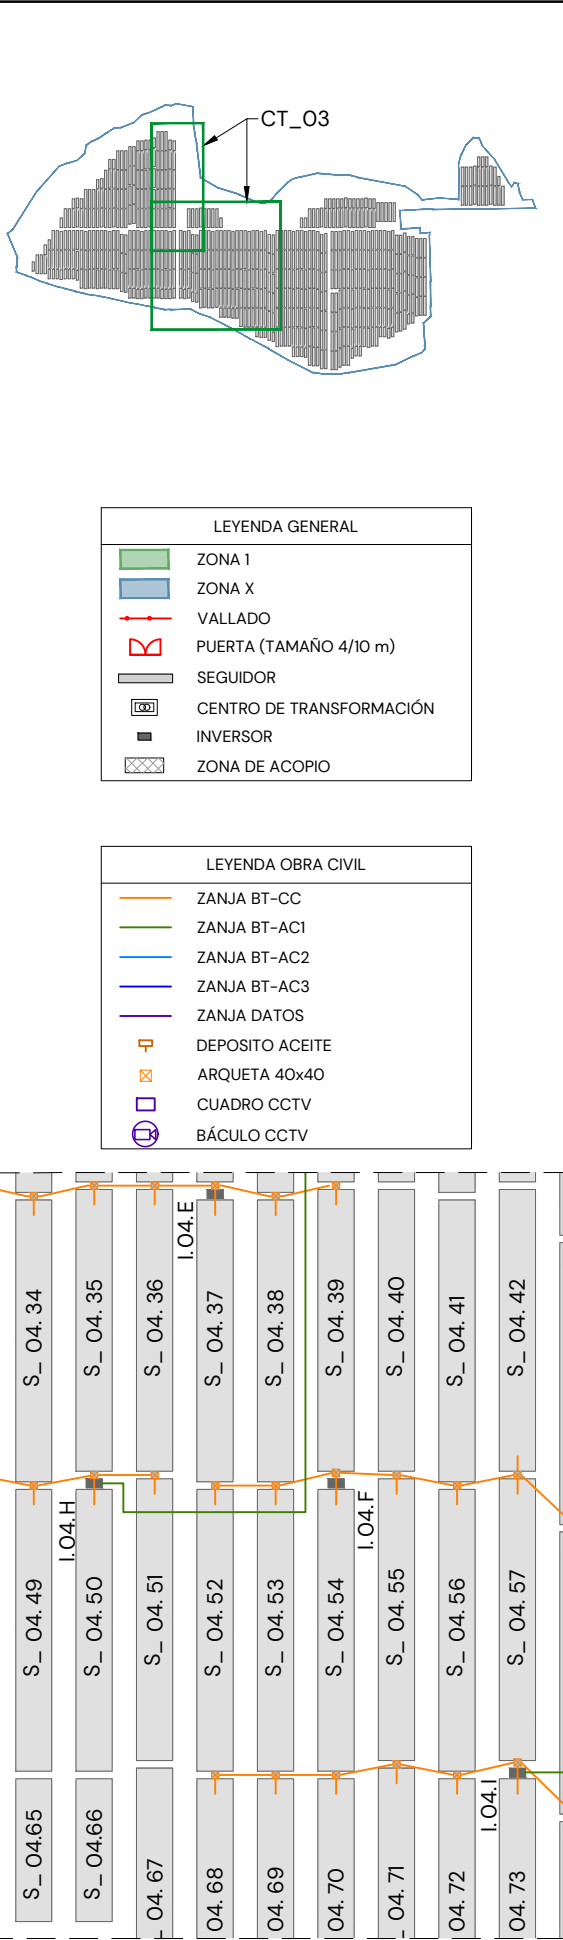 CT_03
LEYENDA GENERAL
ZONA 1
ZONA X
VALLADO
PUERTA (TAMAÑO 4/10 m)
SEGUIDOR
CENTRO DE TRANSFORMACIÓN
INVERSOR
ZONA DE ACOPIO
LEYENDA OBRA CIVIL
ZANJA BT-CC
ZANJA BT-AC1
ZANJA BT-AC2
ZANJA BT-AC3
ZANJA DATOS
DEPOSITO ACEITE
ARQUETA 40x40
CUADRO CCTV
BÁCULO CCTV
I.04.E
S_ 04. 34
S_ 04. 35
S_ 04. 36
S_ 04. 37
S_ 04. 38
S_ 04. 39
S_ 04. 40
S_ 04. 41
S_ 04. 42
I.04.H
I.04.F
S_ 04. 49
S_ 04. 50
S_ 04. 51
S_ 04. 52
S_ 04. 53
S_ 04. 54
S_ 04. 55
S_ 04. 56
S_ 04. 57
I.04.I
S_ 04.65
S_ 04.66
_ 04. 67
04. 68
04. 69
04. 70
_ 04. 71
04. 72
04. 73